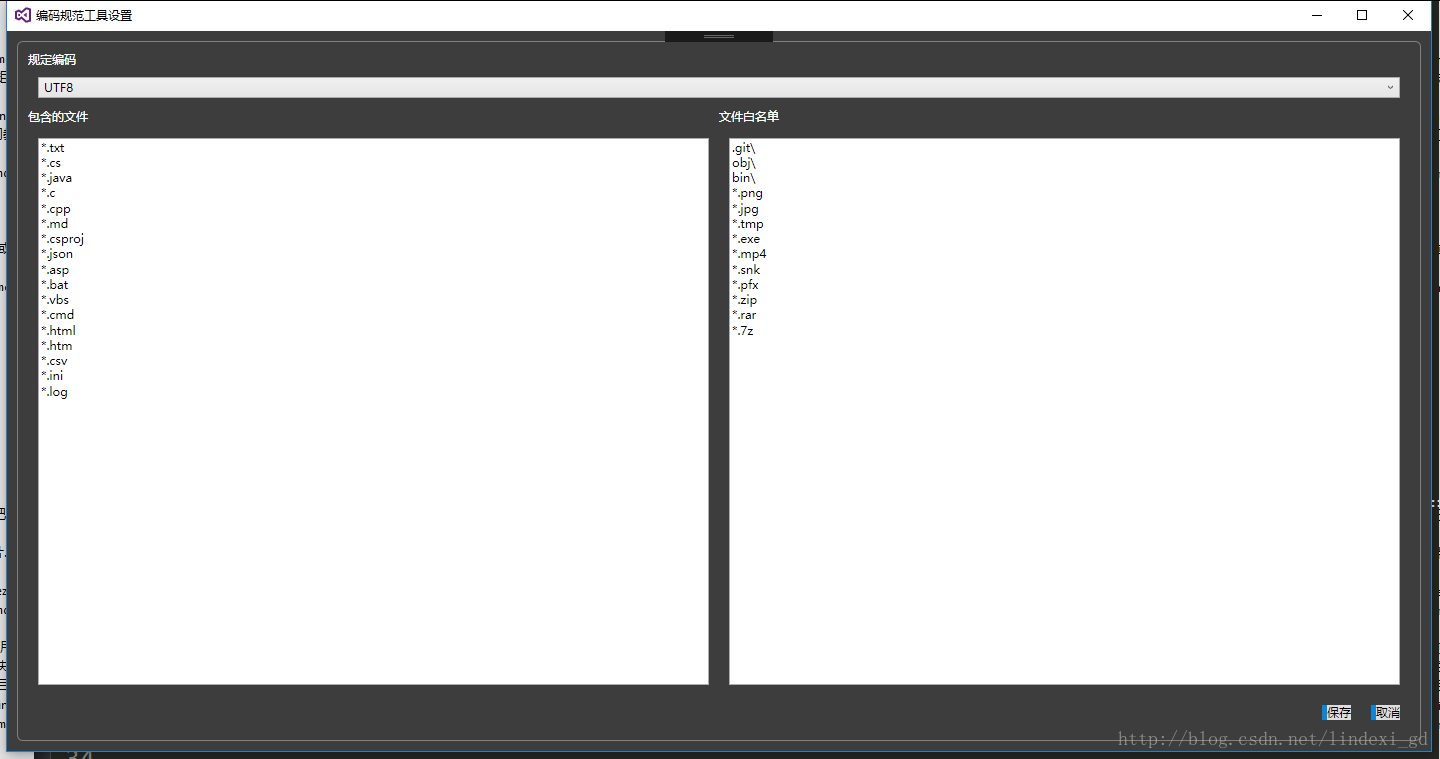 编码规范工具设置
规定编码
UTF8
包含的文件
文件白名单
*.txt
*.cs
*.java
*.c
*.cpp
*.md
*.csproj
*.json
*.asp
*.bat
*.vbs
*.cmd
*.html
*.htm
*.csv
*.ini
*.log
.git\
obj\
bin\
*.png
*.jpg
*.tmp
*.exe
*.mp4
*.snk
*.pfx
*.zip
*.rar
*.7z
保存
取消
http://blog.csdn.net/lindexi_gd